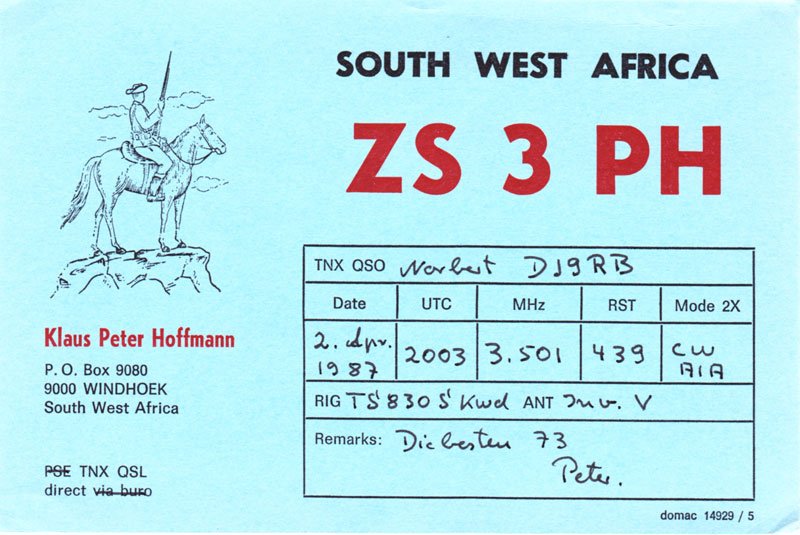 SOUTH WEST AFRICA
ZS 3 PH
TNX QSO Norbert DJ9RB
Date UTC MHz RST Mode 2X
2. Apr. 1987 2003 3.501 439 CW A1A
RIG TS830S Kwd ANT Inv. V
Remarks: Die besten 73
Peter.
Klaus Peter Hoffmann
P. O. Box 9080
9000 WINDHOEK
South West Africa
PSE TNX QSL
direct via buro
domac 14929 / 5